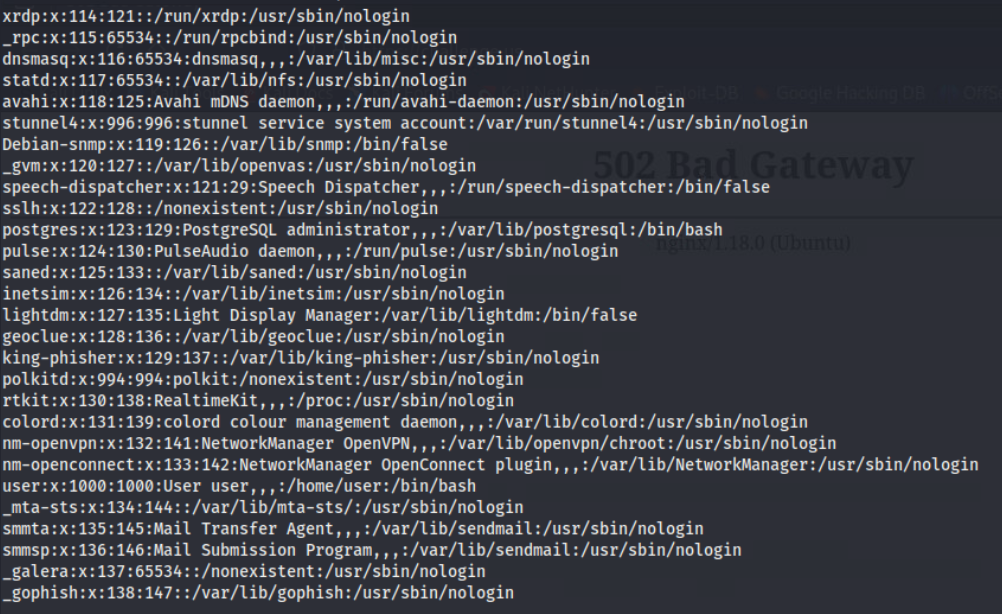 xrdp:x:114:121::/run/xrdp:/usr/sbin/nologin
_rpc:x:115:65534::/run/rpcbind:/usr/sbin/nologin
dnsmasq:x:116:65534:dnsmasq,,,:/var/lib/misc:/usr/sbin/nologin
statd:x:117:65534::/var/lib/nfs:/usr/sbin/nologin
Exploit-DB Google Hacking DB
avahi:x:118:125:Avahi mDNS daemon,,,:/run/avahi-daemon:/usr/sbin/nologin
stunnel4:x:996:996:stunnel service system account:/var/run/stunnel4:/usr/sbin/nologin
Debian-snmp:x:119:126::/var/lib/snmp:/bin/false
502 Bad Gateway
_gvm:x:120:127::/var/lib/openvas:/usr/sbin/nologin
speech-dispatcher:x:121:29:Speech Dispatcher,,,:/run/speech-dispatcher:/bin/false
sslh:x:122:128::/nonexistent:/usr/sbin/nologin
postgres:x:123:129:PostgreSQL administrator,,,:/var/lib/postgresql:/bin/bash
nginx/1.18.0 (Ubuntu)
pulse:x:124:130:PulseAudio daemon,,,:/run/pulse:/usr/sbin/nologin
saned:x:125:133::/var/lib/saned:/usr/sbin/nologin
inetsim:x:126:134::/var/lib/inetsim:/usr/sbin/nologin
lightdm:x:127:135:Light Display Manager:/var/lib/lightdm:/bin/false
geoclue:x:128:136::/var/lib/geoclue:/usr/sbin/nologin
king-phisher:x:129:137::/var/lib/king-phisher:/usr/sbin/nologin
polkitd:x:994:994:polkit:/nonexistent:/usr/sbin/nologin
rtkit:x:130:138:RealtimeKit,,,:/proc:/usr/sbin/nologin
colord:x:131:139:colord colour management daemon,,,:/var/lib/colord:/usr/sbin/nologin
nm-openvpn:x:132:141:NetworkManager OpenVPN,,,:/var/lib/openvpn/chroot:/usr/sbin/nologin
nm-openconnect:x:133:142:NetworkManager OpenConnect plugin,,,:/var/lib/NetworkManager:/usr/sbin/nologin
user:x:1000:1000:User user,,,:/home/user:/bin/bash
_mta-sts:x:134:144::/var/lib/mta-sts/:/usr/sbin/nologin
smmta:x:135:145:Mail Transfer Agent,,,:/var/lib/sendmail:/usr/sbin/nologin
smmsp:x:136:146:Mail Submission Program,,,:/var/lib/sendmail:/usr/sbin/nologin
_galera:x:137:65534::/nonexistent:/usr/sbin/nologin
_gophish:x:138:147::/var/lib/gophish:/usr/sbin/nologin